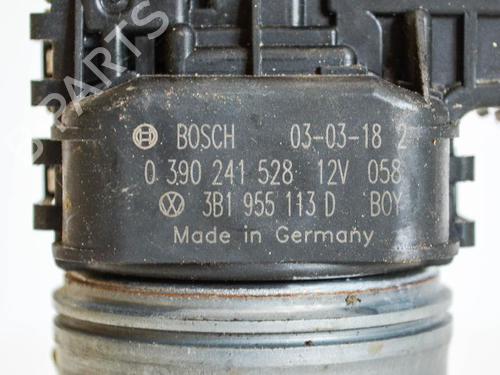 BOSCH 03-03-18 2
0 390 241 528 12V 058
3B1 955 113 D BOY
Made in Germany